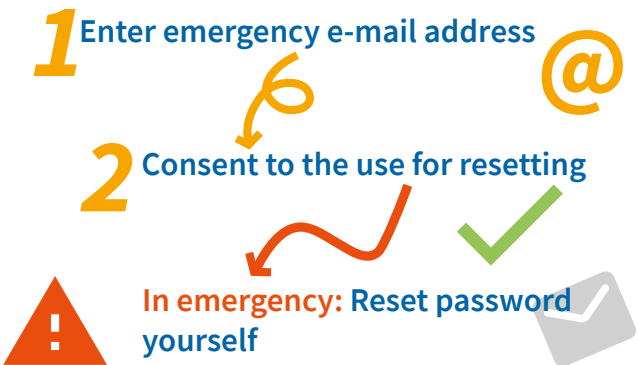 1 Enter emergency e-mail address @
2 Consent to the use for resetting
! In emergency: Reset password
yourself